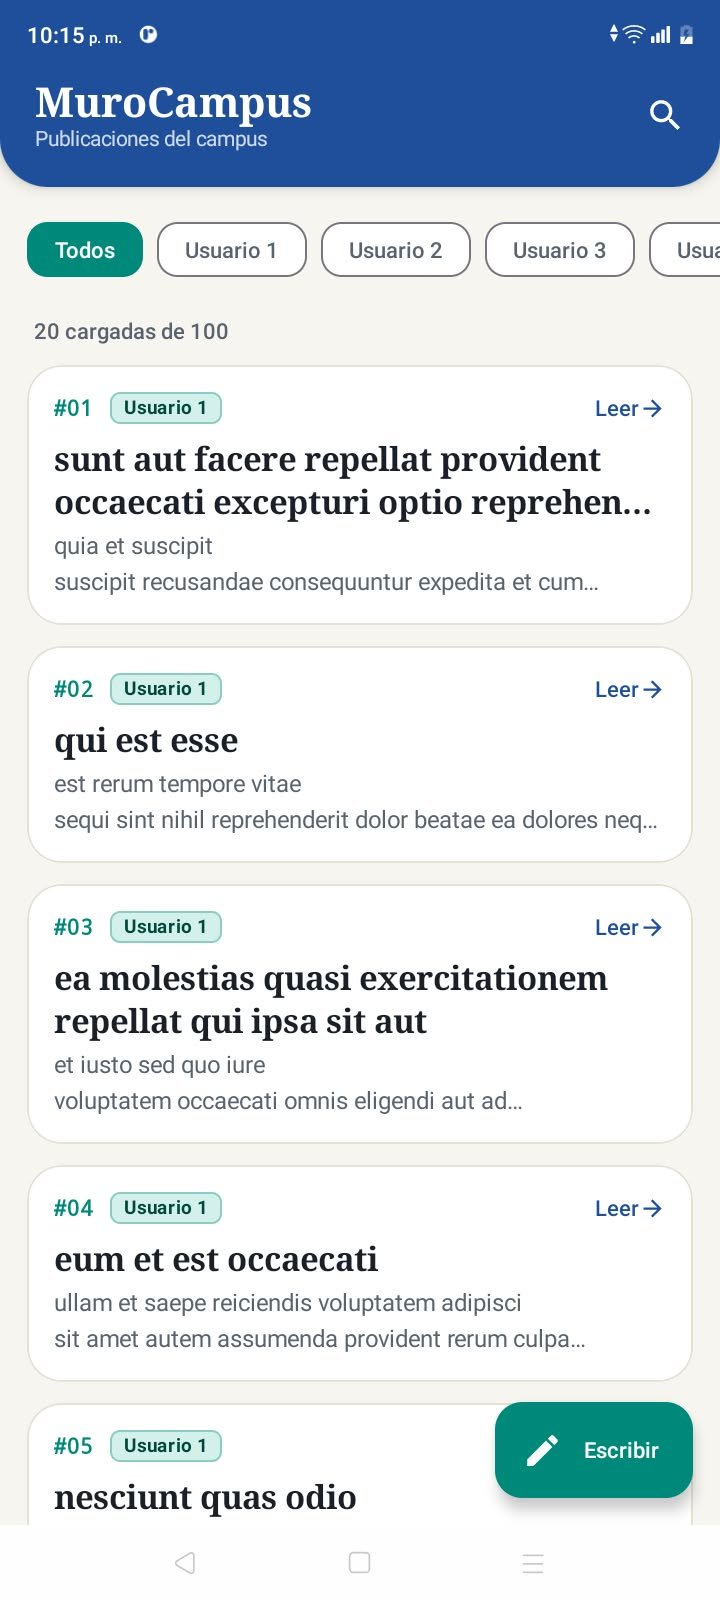 10:15 p. m.
MuroCampus
Publicaciones del campus
Todos
Usuario 1
Usuario 2
Usuario 3
Usua
20 cargadas de 100
#01 Usuario 1 Leer→
sunt aut facere repellat provident
occaecati excepturi optio reprehen...
quia et suscipit
suscipit recusandae consequuntur expedita et cum...
#02 Usuario 1 Leer→
qui est esse
est rerum tempore vitae
sequi sint nihil reprehenderit dolor beatae ea dolores neq...
#03 Usuario 1 Leer→
ea molestias quasi exercitationem
repellat qui ipsa sit aut
et iusto sed quo iure
voluptatem occaecati omnis eligendi aut ad...
#04 Usuario 1 Leer→
eum et est occaecati
ullam et saepe reiciendis voluptatem adipisci
sit amet autem assumenda provident rerum culpa...
#05 Usuario 1
nesciunt quas odio
Escribir